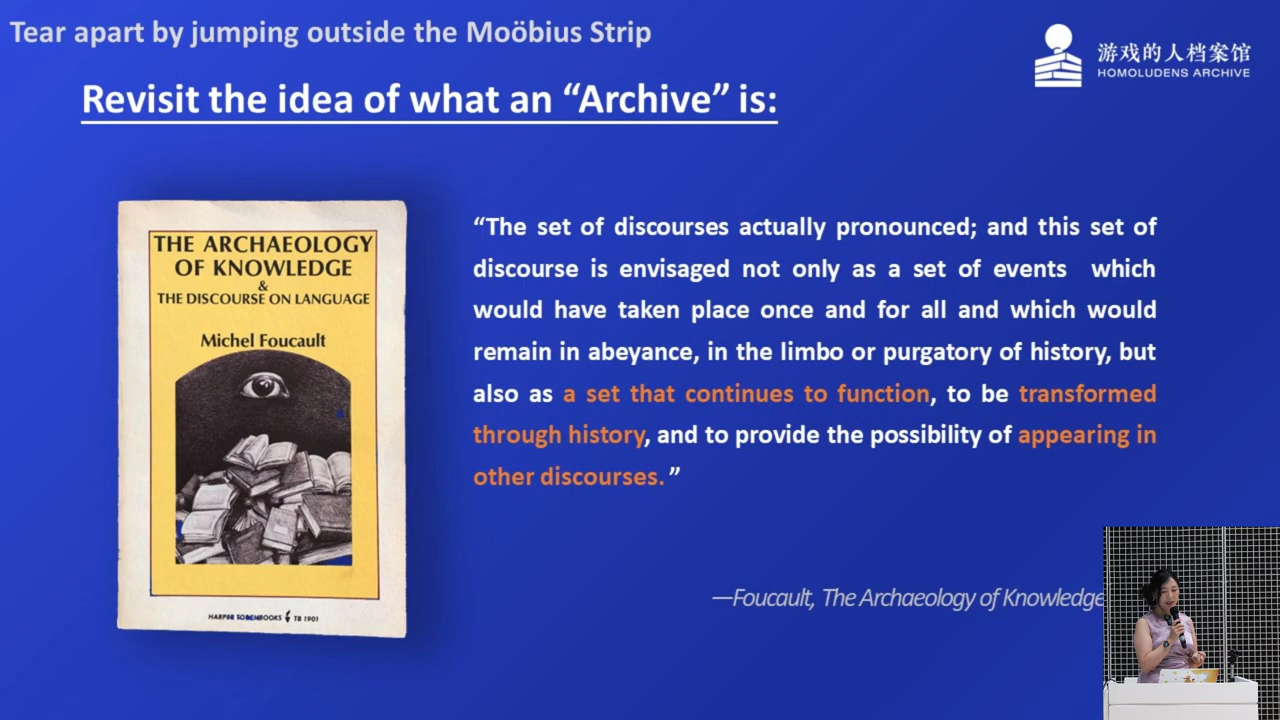 Tear apart by jumping outside the Moöbius Strip
游戏的人档案馆
HOMOLUDENS ARCHIVE
Revisit the idea of what an “Archive” is:
THE ARCHAEOLOGY
OF KNOWLEDGE
&
THE DISCOURSE ON LANGUAGE
Michel Foucault
HARPER TORCHBOOKS TB 1901
“The set of discourses actually pronounced; and this set of
discourse is envisaged not only as a set of events which
would have taken place once and for all and which would
remain in abeyance, in the limbo or purgatory of history, but
also as a set that continues to function, to be transformed
through history, and to provide the possibility of appearing in
other discourses.”
—Foucault, The Archaeology of Knowledge